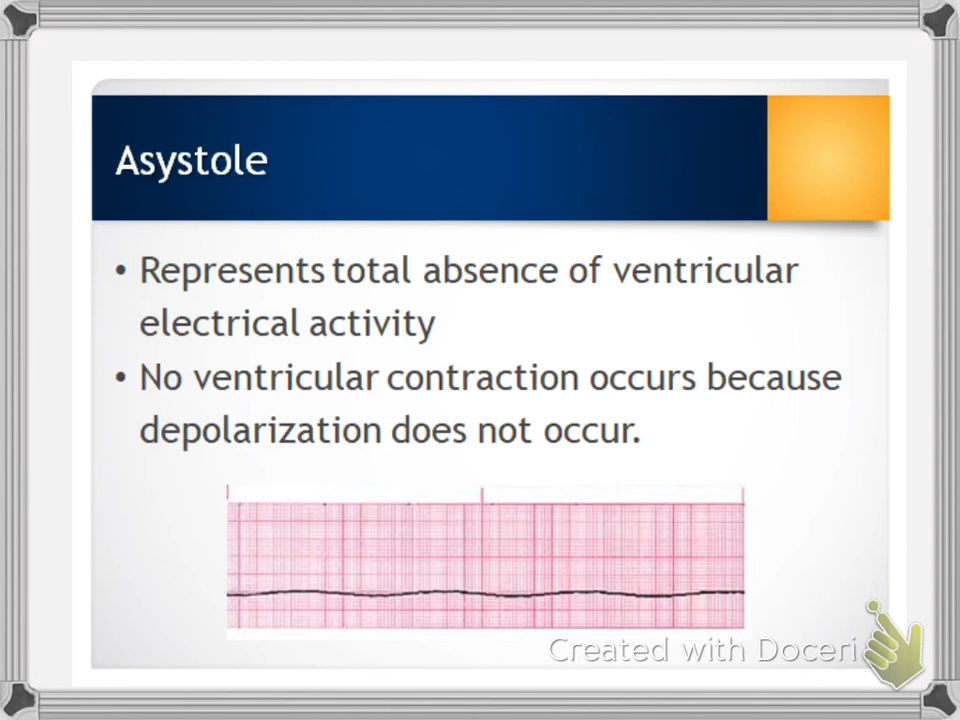 Asystole
• Represents total absence of ventricular
electrical activity
• No ventricular contraction occurs because
depolarization does not occur.
Created with Doceri